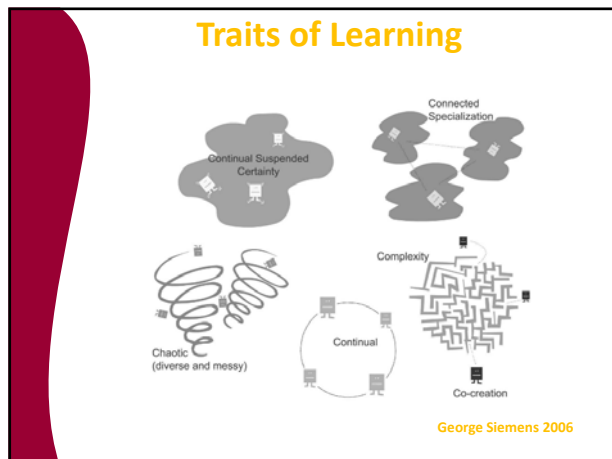 Traits of Learning
Connected
Specialization
Continual Suspended
Certainty
Complexity
Continual
Chaotic
(diverse and messy)
Co-creation
George Siemens 2006